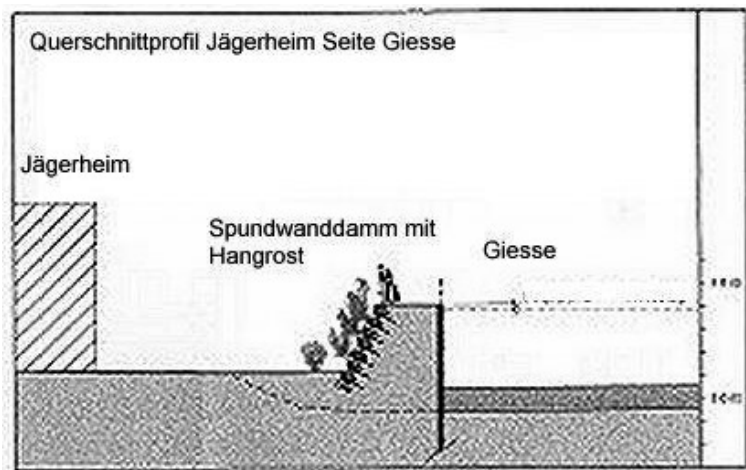 Querschnittprofil Jägerheim Seite Giesse
Jägerheim
Spundwanddamm mit
Hangrost
Giesse